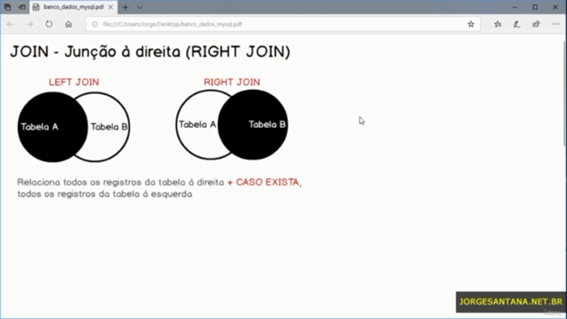 banco_dados_mysql.pdf
file:///C:/Users/Jorge/Desktop/banco_dados_mysql.pdf
JOIN - Junção à direita (RIGHT JOIN)
LEFT JOIN
RIGHT JOIN
Tabela A
Tabela B
Tabela A
Tabela B
Relaciona todos os registros da tabela à direita + CASO EXISTA,
todos os registros da tabela à esquerda
JORGESANTANA.NET.BR